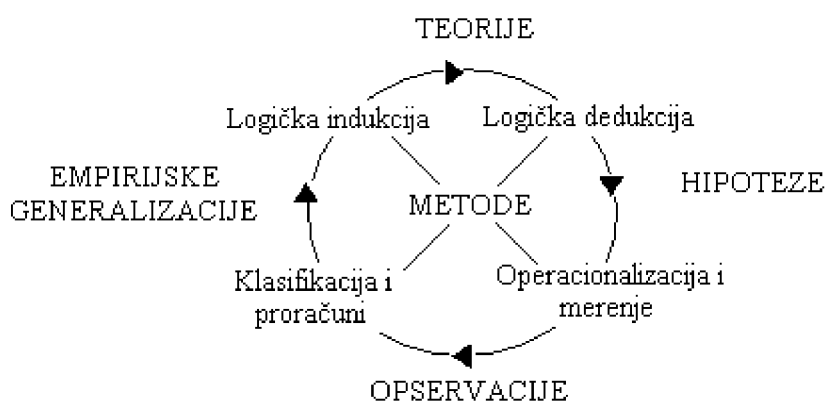 TEORIJE
Logička indukcija
Logička dedukcija
EMPIRIJSKE
GENERALIZACIJE
METODE
HIPOTEZE
Klasifikacija i
proračuni
Operacionalizacija i
merenje
OPSERVACIJE